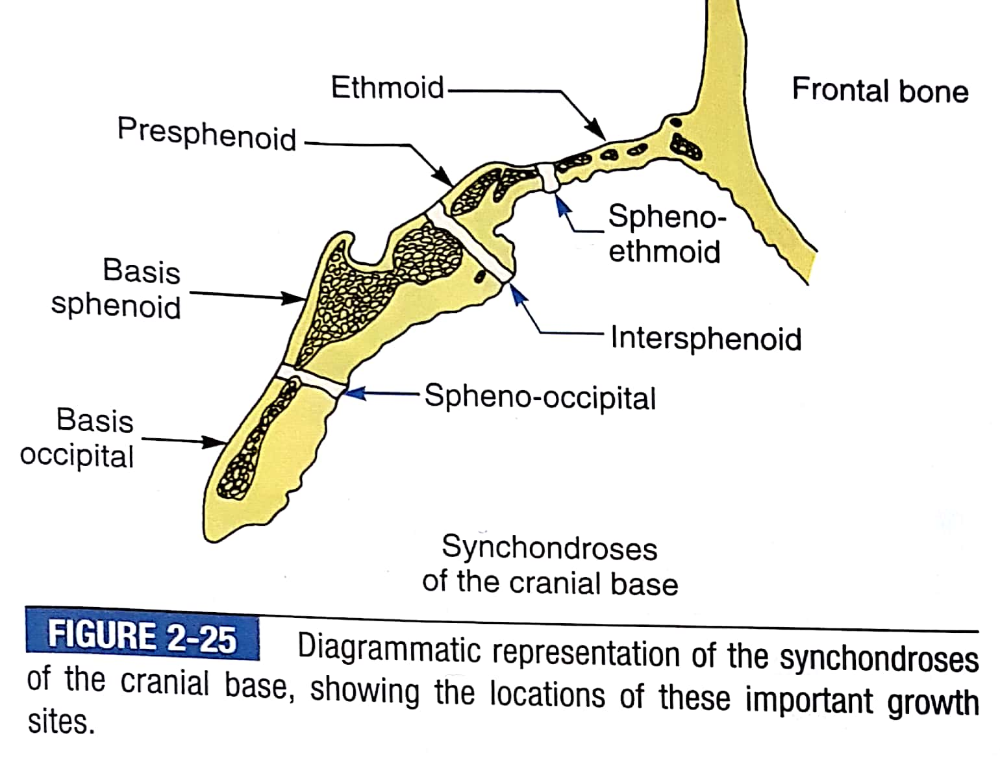 Ethmoid
Frontal bone
Presphenoid
Spheno-
ethmoid
Basis
sphenoid
Intersphenoid
Spheno-occipital
Basis
occipital
Synchondroses
of the cranial base
FIGURE 2-25 Diagrammatic representation of the synchondroses
of the cranial base, showing the locations of these important growth
sites.